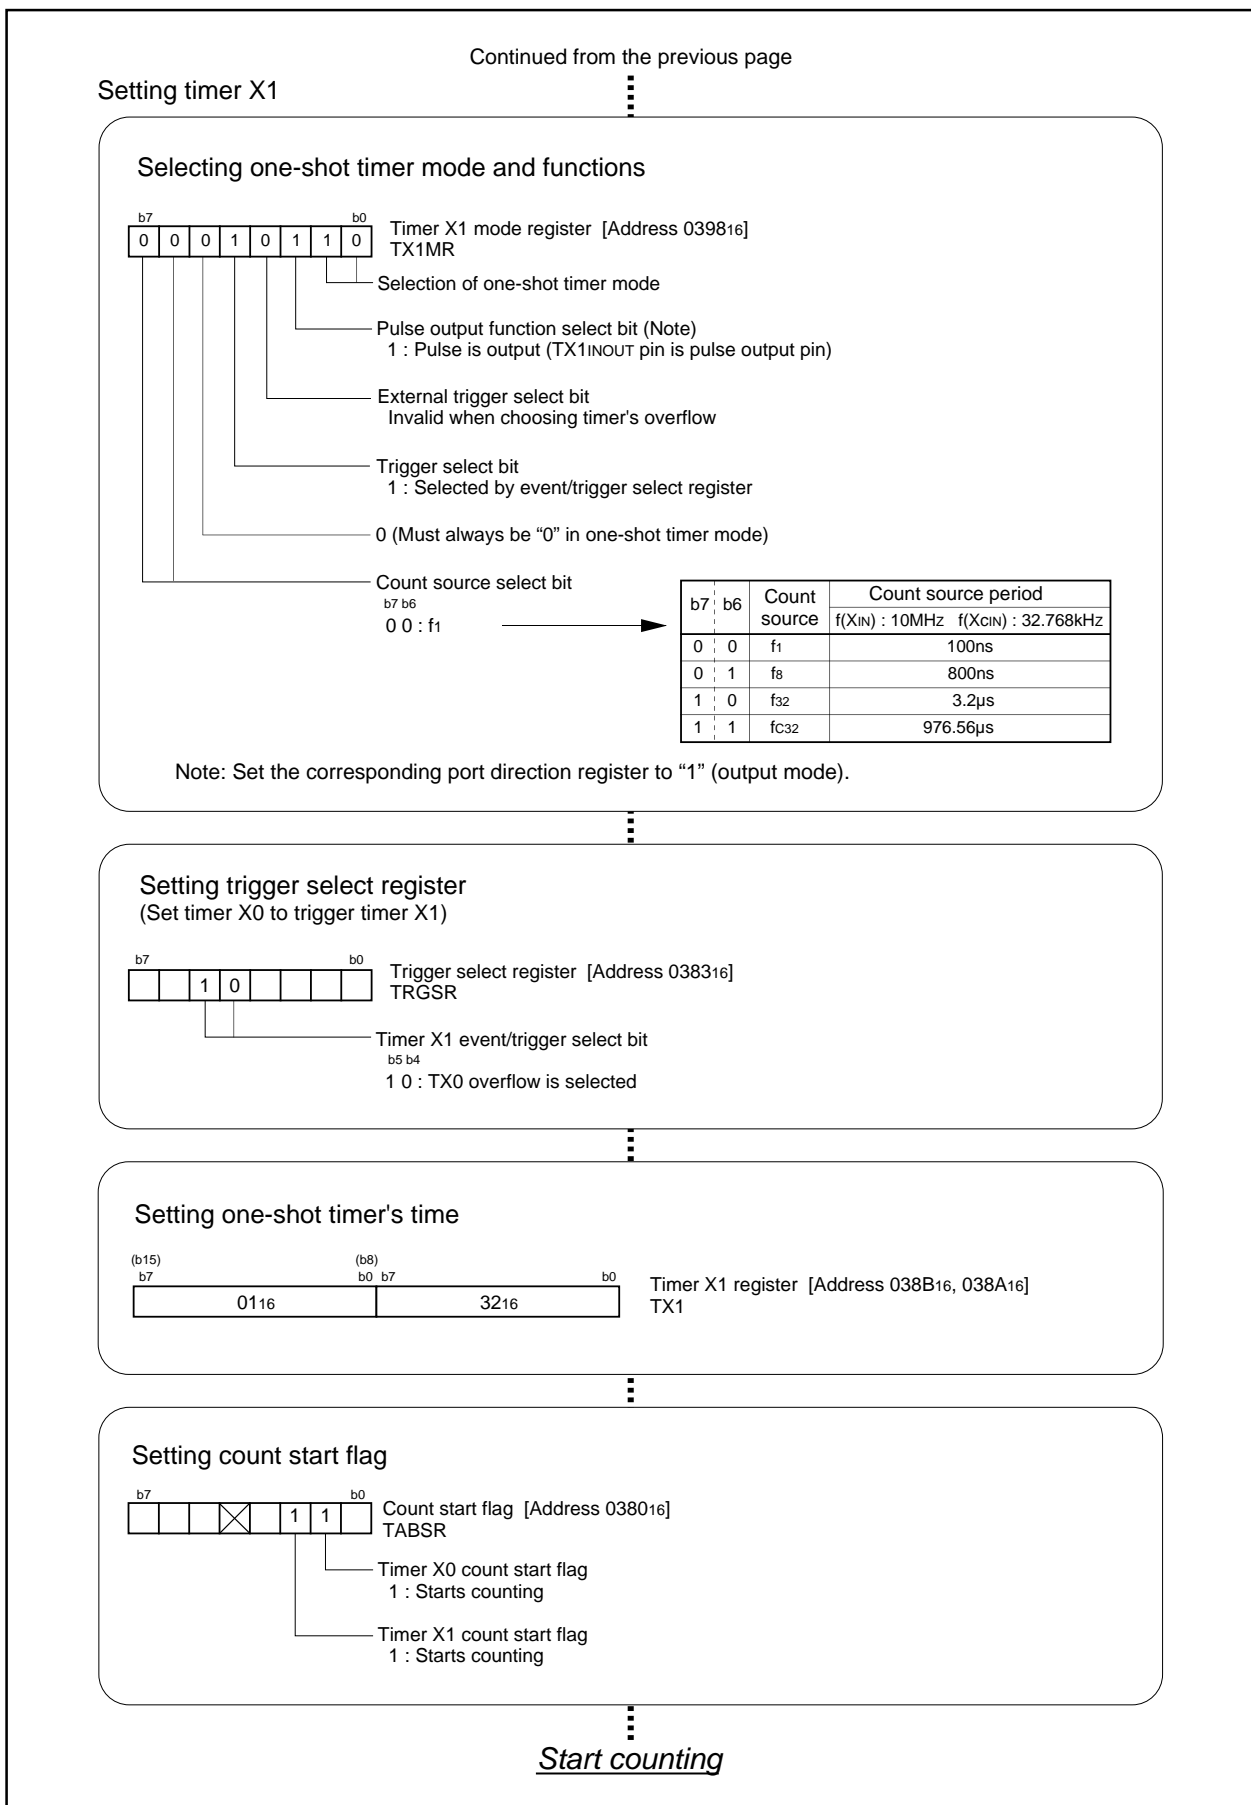 Continued from the previous page
Setting timer X1
Selecting one-shot timer mode and functions
b7 b0
0 0 0 1 0 1 1 0
Timer X1 mode register [Address 039816]
TX1MR
Selection of one-shot timer mode
Pulse output function select bit (Note)
1 : Pulse is output (TX1INOUT pin is pulse output pin)
External trigger select bit
Invalid when choosing timer's overflow
Trigger select bit
1 : Selected by event/trigger select register
0 (Must always be “0” in one-shot timer mode)
Count source select bit
b7 b6
0 0 : f1
b7 b6 Count source Count source period
f(XIN) : 10MHz f(XCIN) : 32.768kHz
0 0 f1 100ns
0 1 f8 800ns
1 0 f32 3.2µs
1 1 fC32 976.56µs
Note: Set the corresponding port direction register to “1” (output mode).
Setting trigger select register
(Set timer X0 to trigger timer X1)
b7 b0
1 0
Trigger select register [Address 038316]
TRGSR
Timer X1 event/trigger select bit
b5 b4
1 0 : TX0 overflow is selected
Setting one-shot timer's time
(b15) (b8)
b7 b0 b7 b0
0116 3216
Timer X1 register [Address 038B16, 038A16]
TX1
Setting count start flag
b7 b0
1 1
Count start flag [Address 038016]
TABSR
Timer X0 count start flag
1 : Starts counting
Timer X1 count start flag
1 : Starts counting
Start counting